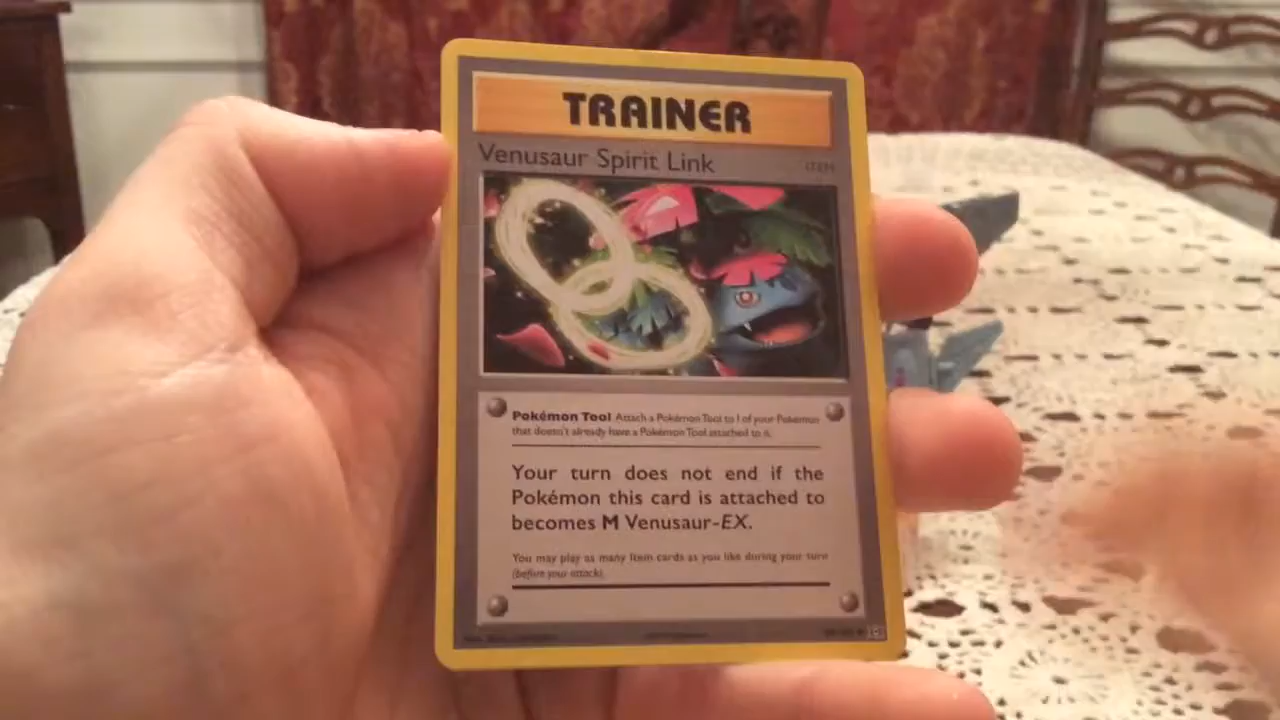 TRAINER
Venusaur Spirit Link
ITEM
Pokémon Tool Attach a Pokémon Tool to 1 of your Pokémon
that doesn't already have a Pokémon Tool attached to it.
Your turn does not end if the
Pokémon this card is attached to
becomes M Venusaur-EX.
You may play as many Item cards as you like during your turn
(before your attack).